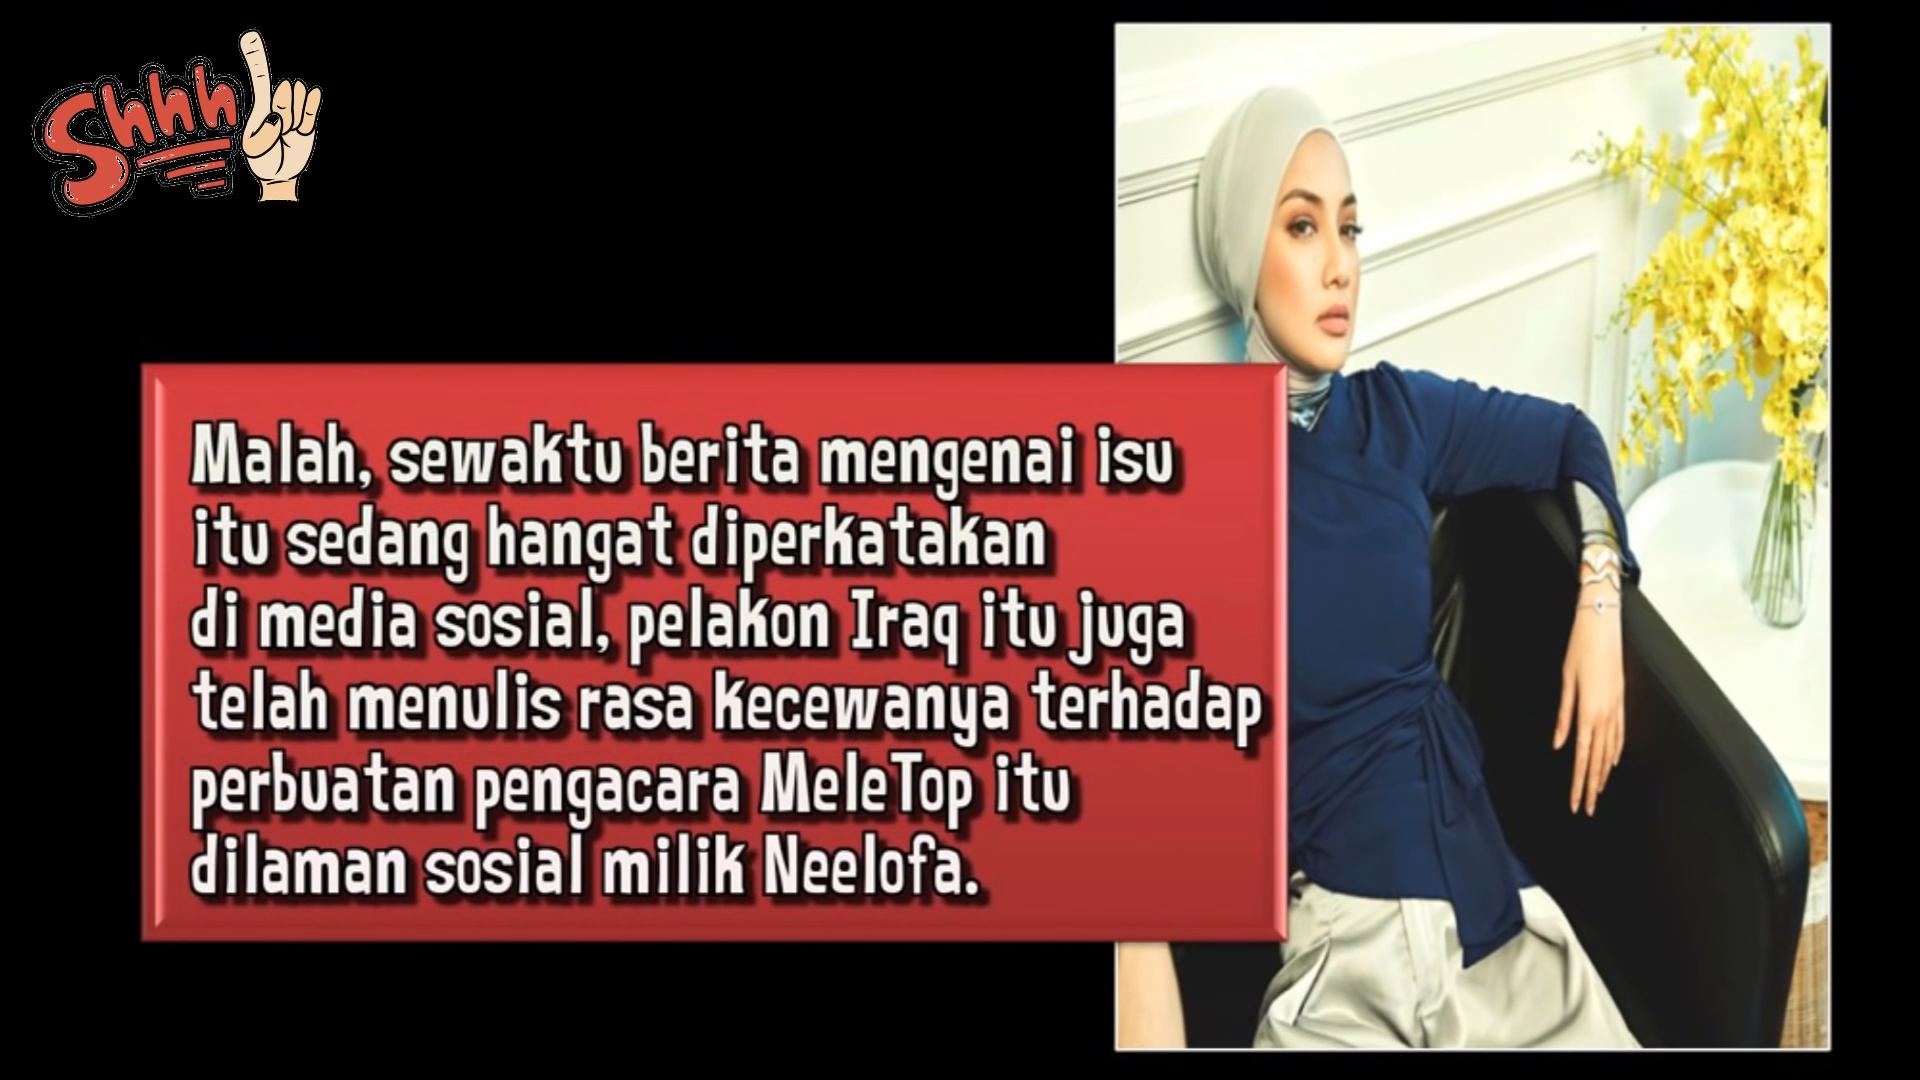 Shhh
Malah, sewaktu berita mengenai isu
itu sedang hangat diperkatakan
di media sosial, pelakon Iraq itu juga
telah menulis rasa kecewanya terhadap
perbuatan pengacara MeleTop itu
dilaman sosial milik Neelofa.